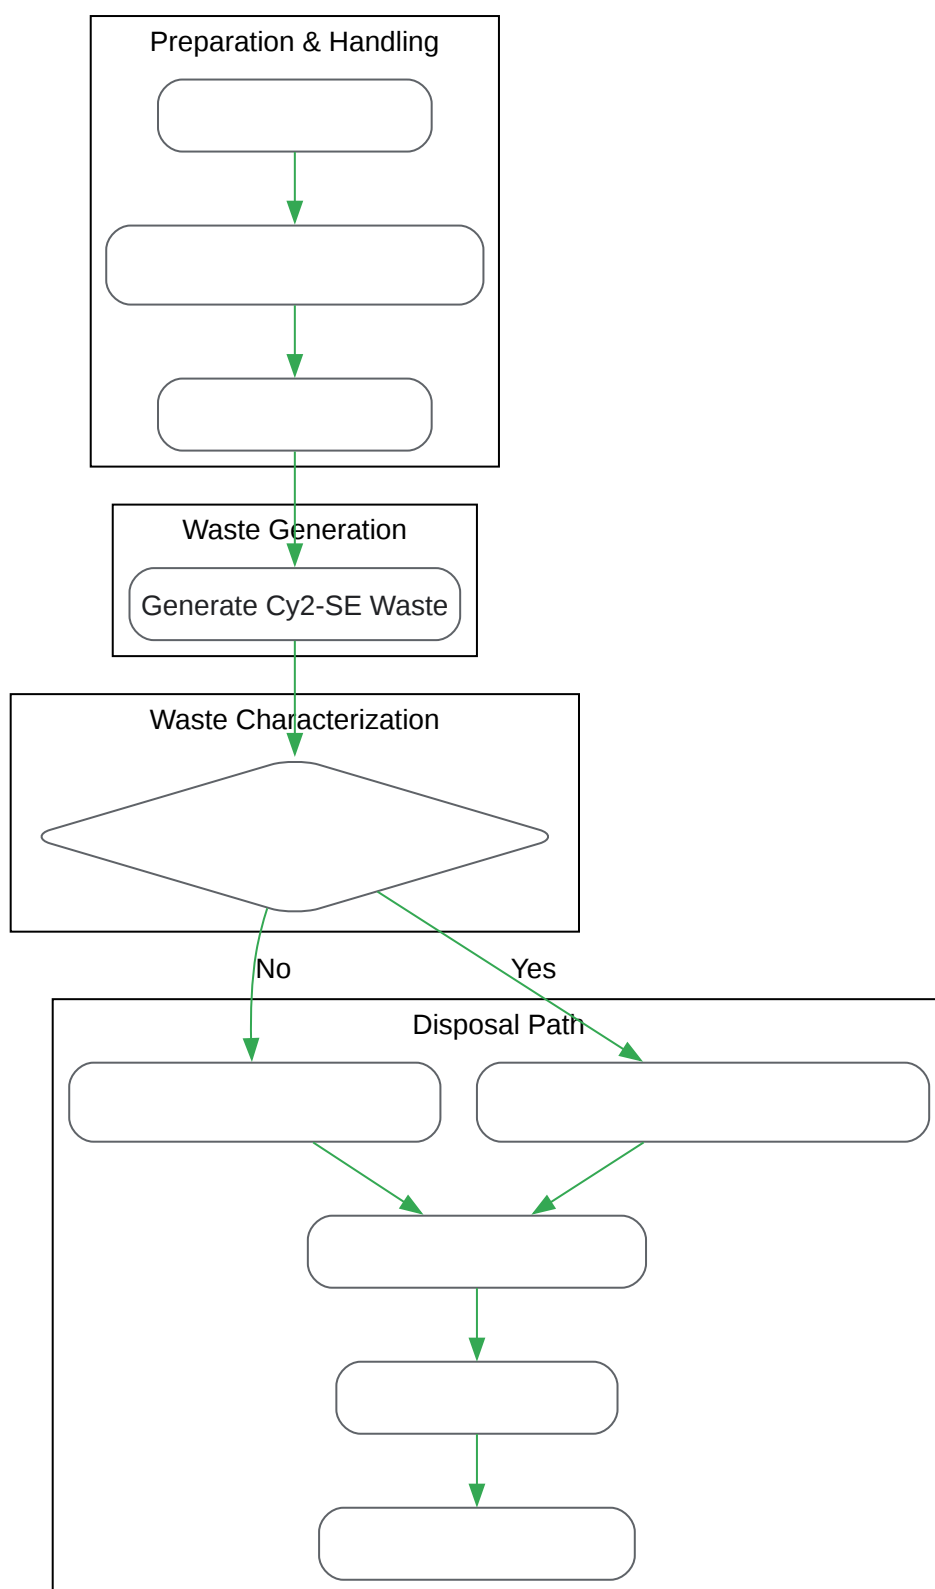 Preparation & Handling
Waste Generation
Generate Cy2-SE Waste
Waste Characterization
No
Yes
Disposal Path